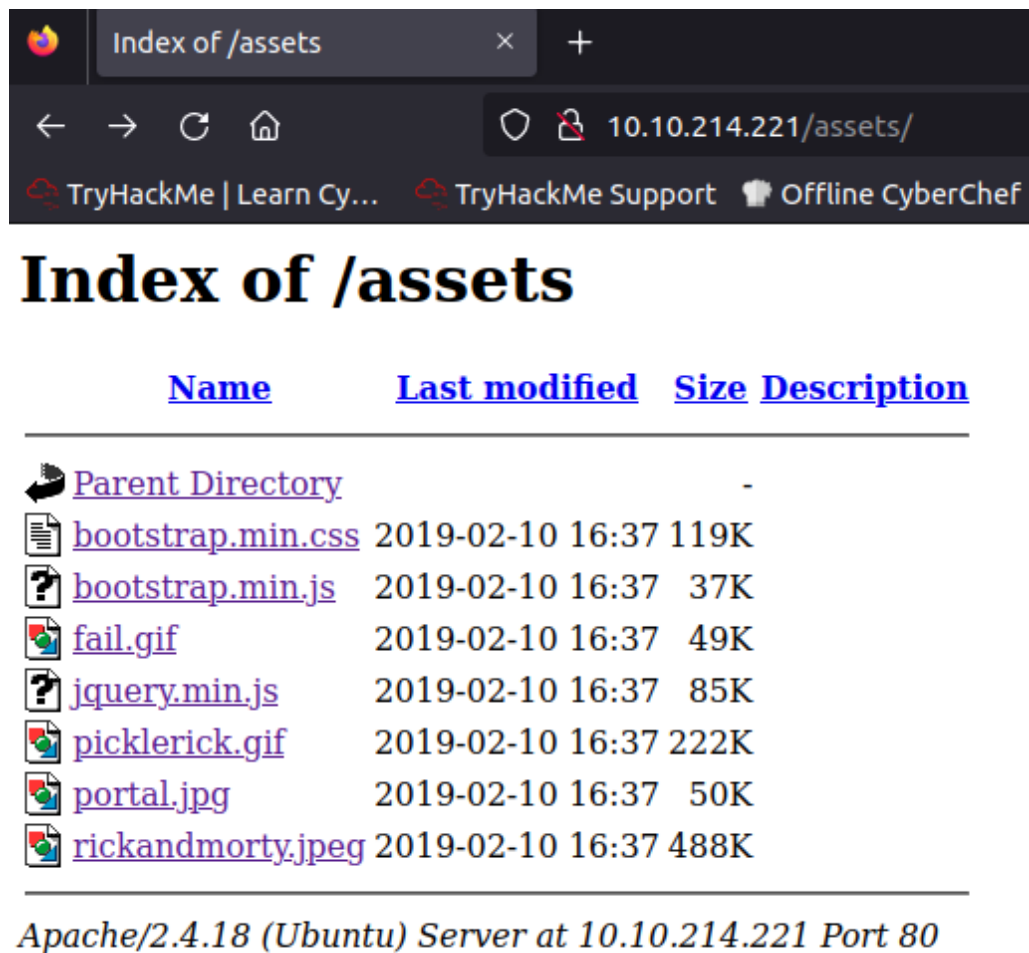 Index of /assets
10.10.214.221/assets/
TryHackMe | Learn Cy... TryHackMe Support Offline CyberChef
Index of /assets
Name Last modified Size Description
Parent Directory -
bootstrap.min.css 2019-02-10 16:37 119K
bootstrap.min.js 2019-02-10 16:37 37K
fail.gif 2019-02-10 16:37 49K
jquery.min.js 2019-02-10 16:37 85K
picklerick.gif 2019-02-10 16:37 222K
portal.jpg 2019-02-10 16:37 50K
rickandmorty.jpeg 2019-02-10 16:37 488K
Apache/2.4.18 (Ubuntu) Server at 10.10.214.221 Port 80